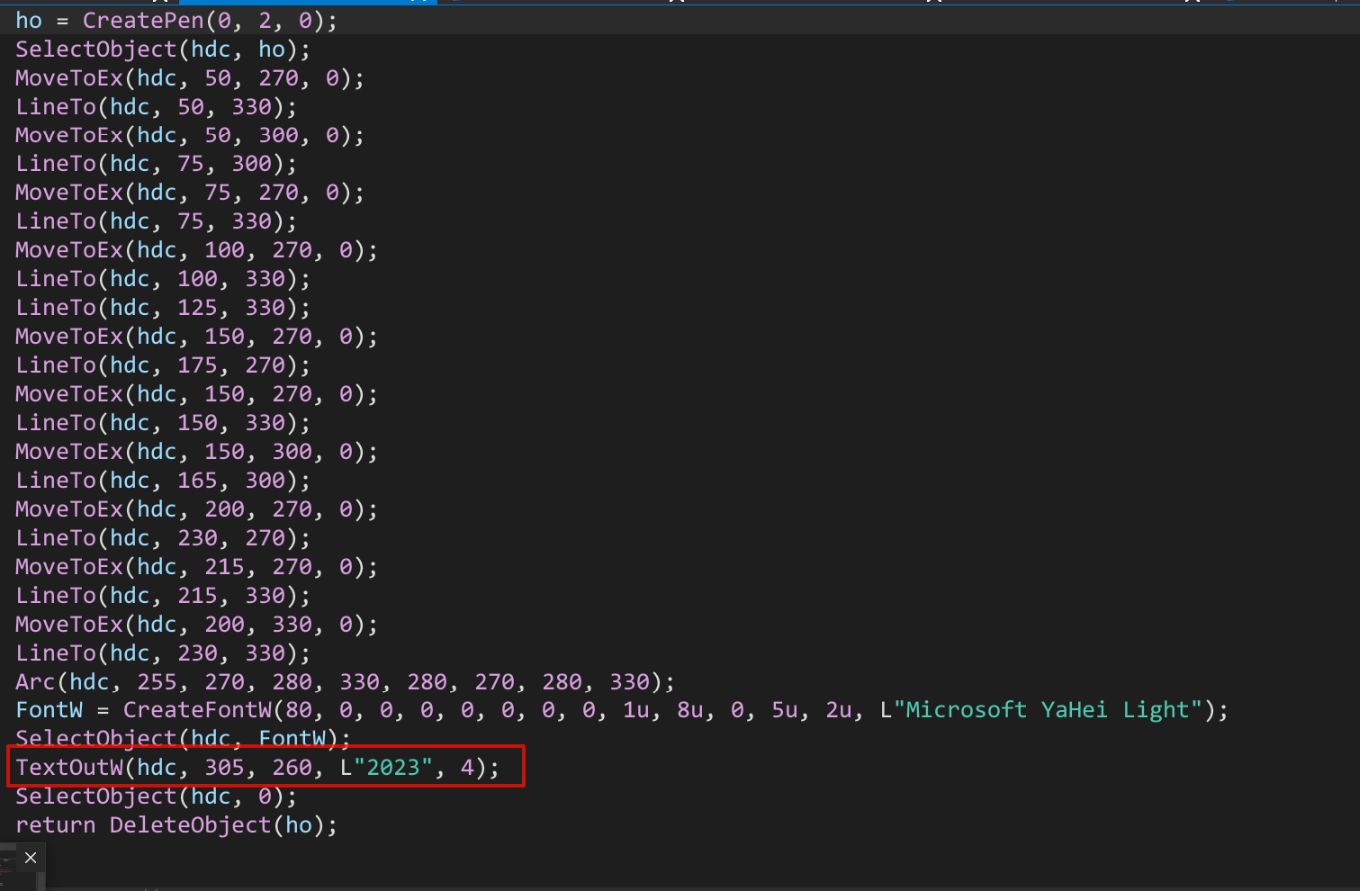 ho = CreatePen(0, 2, 0);
SelectObject(hdc, ho);
MoveToEx(hdc, 50, 270, 0);
LineTo(hdc, 50, 330);
MoveToEx(hdc, 50, 300, 0);
LineTo(hdc, 75, 300);
MoveToEx(hdc, 75, 270, 0);
LineTo(hdc, 75, 330);
MoveToEx(hdc, 100, 270, 0);
LineTo(hdc, 100, 330);
LineTo(hdc, 125, 330);
MoveToEx(hdc, 150, 270, 0);
LineTo(hdc, 175, 270);
MoveToEx(hdc, 150, 270, 0);
LineTo(hdc, 150, 330);
MoveToEx(hdc, 150, 300, 0);
LineTo(hdc, 165, 300);
MoveToEx(hdc, 200, 270, 0);
LineTo(hdc, 230, 270);
MoveToEx(hdc, 215, 270, 0);
LineTo(hdc, 215, 330);
MoveToEx(hdc, 200, 330, 0);
LineTo(hdc, 230, 330);
Arc(hdc, 255, 270, 280, 330, 280, 270, 280, 330);
FontW = CreateFontW(80, 0, 0, 0, 0, 0, 0, 0, 1u, 8u, 0, 5u, 2u, L"Microsoft YaHei Light");
SelectObject(hdc, FontW);
TextOutW(hdc, 305, 260, L"2023", 4);
SelectObject(hdc, 0);
return DeleteObject(ho);